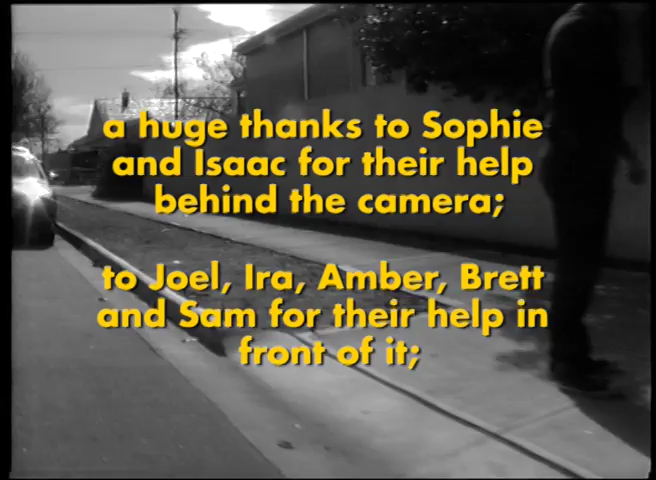 a huge thanks to Sophie
and Isaac for their help
behind the camera;
to Joel, Ira, Amber, Brett
and Sam for their help in
front of it;